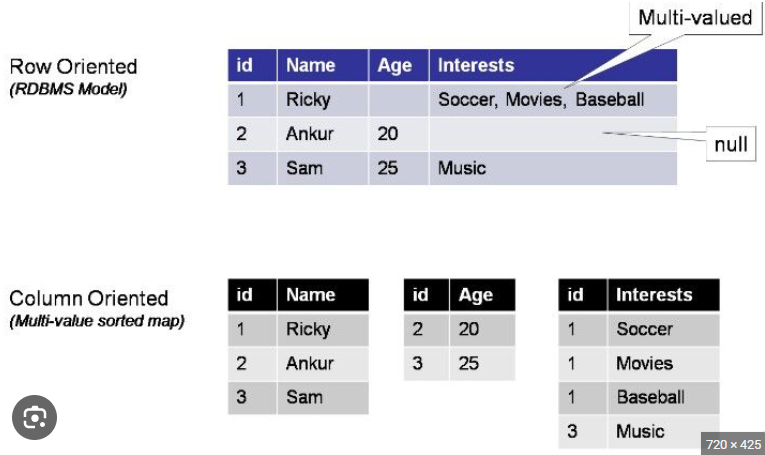 Multi-valued
Row Oriented
(RDBMS Model)
id Name Age Interests
1 Ricky Soccer, Movies, Baseball
2 Ankur 20
3 Sam 25 Music
null
Column Oriented
(Multi-value sorted map)
id Name
1 Ricky
2 Ankur
3 Sam
id Age
2 20
3 25
id Interests
1 Soccer
1 Movies
1 Baseball
3 Music
720 × 425